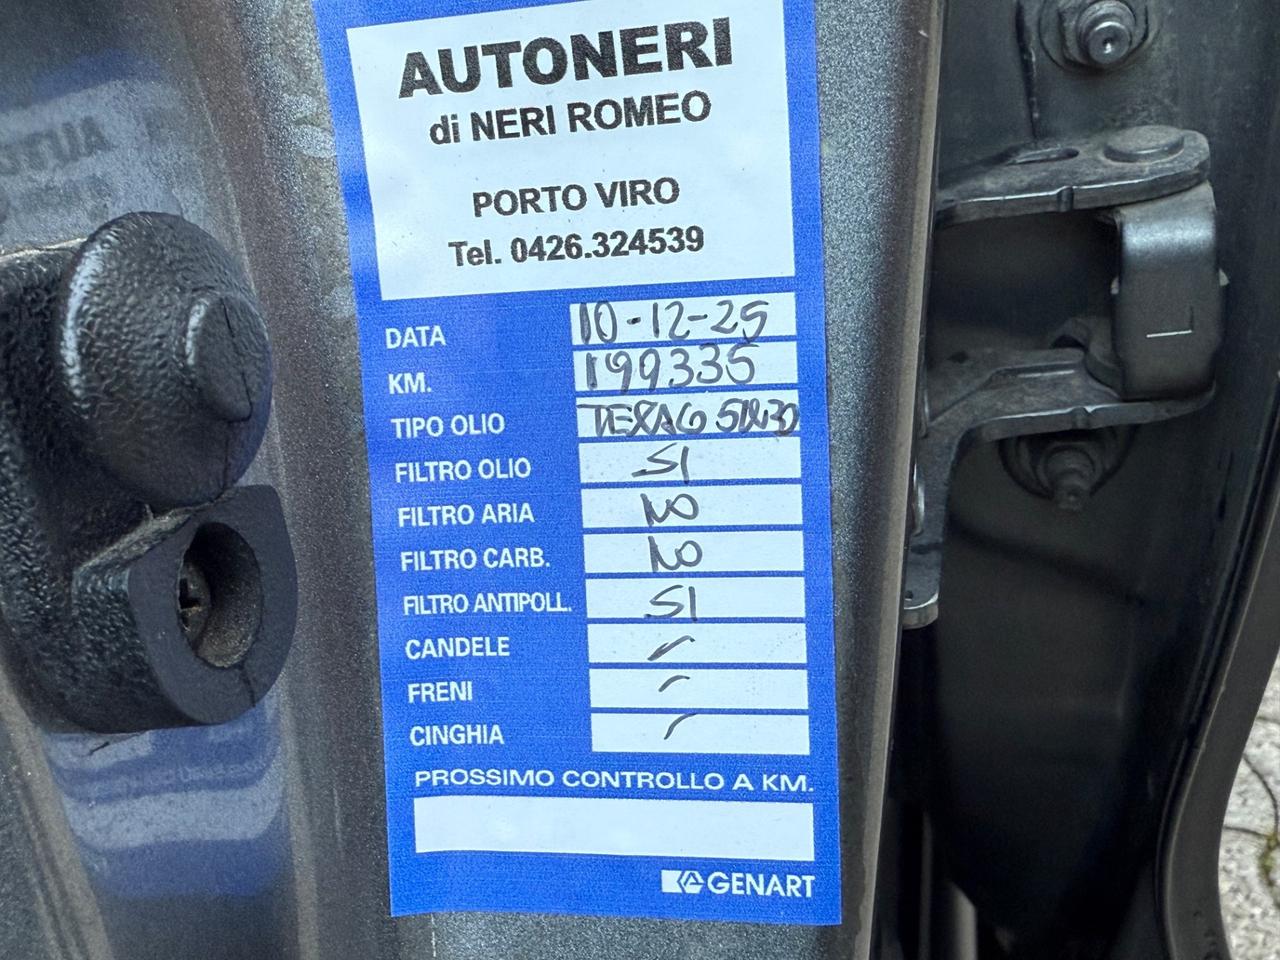 AUTONERI
di NERI ROMEO
PORTO VIRO
Tel. 0426.324539
DATA 10-12-25
KM. 199335
TIPO OLIO 5W30
FILTRO OLIO SI
FILTRO ARIA NO
FILTRO CARB. NO
FILTRO ANTIPOLL. SI
CANDELE
FRENI
CINGHIA
PROSSIMO CONTROLLO A KM.
GENART